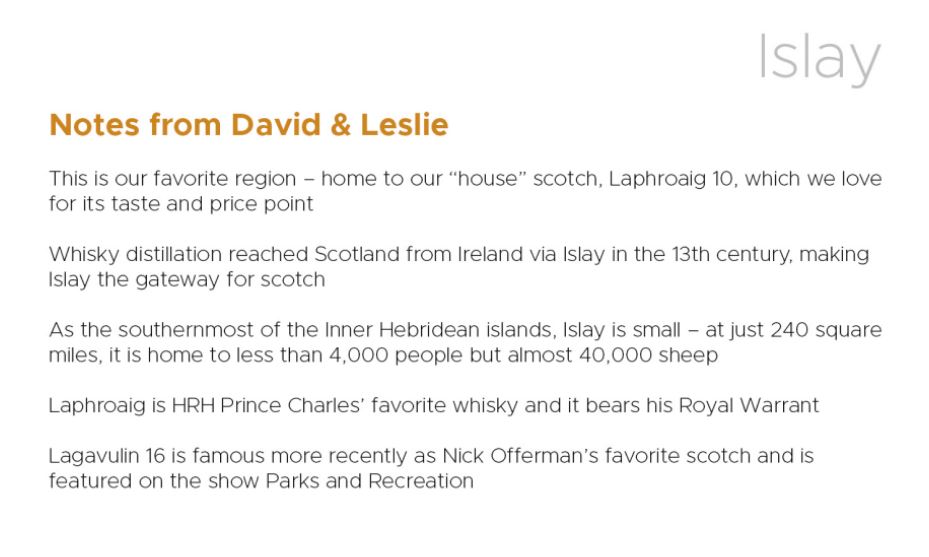 Islay
Notes from David & Leslie
This is our favorite region – home to our “house” scotch, Laphroaig 10, which we love
for its taste and price point
Whisky distillation reached Scotland from Ireland via Islay in the 13th century, making
Islay the gateway for scotch
As the southernmost of the Inner Hebridean islands, Islay is small – at just 240 square
miles, it is home to less than 4,000 people but almost 40,000 sheep
Laphroaig is HRH Prince Charles’ favorite whisky and it bears his Royal Warrant
Lagavulin 16 is famous more recently as Nick Offerman’s favorite scotch and is
featured on the show Parks and Recreation